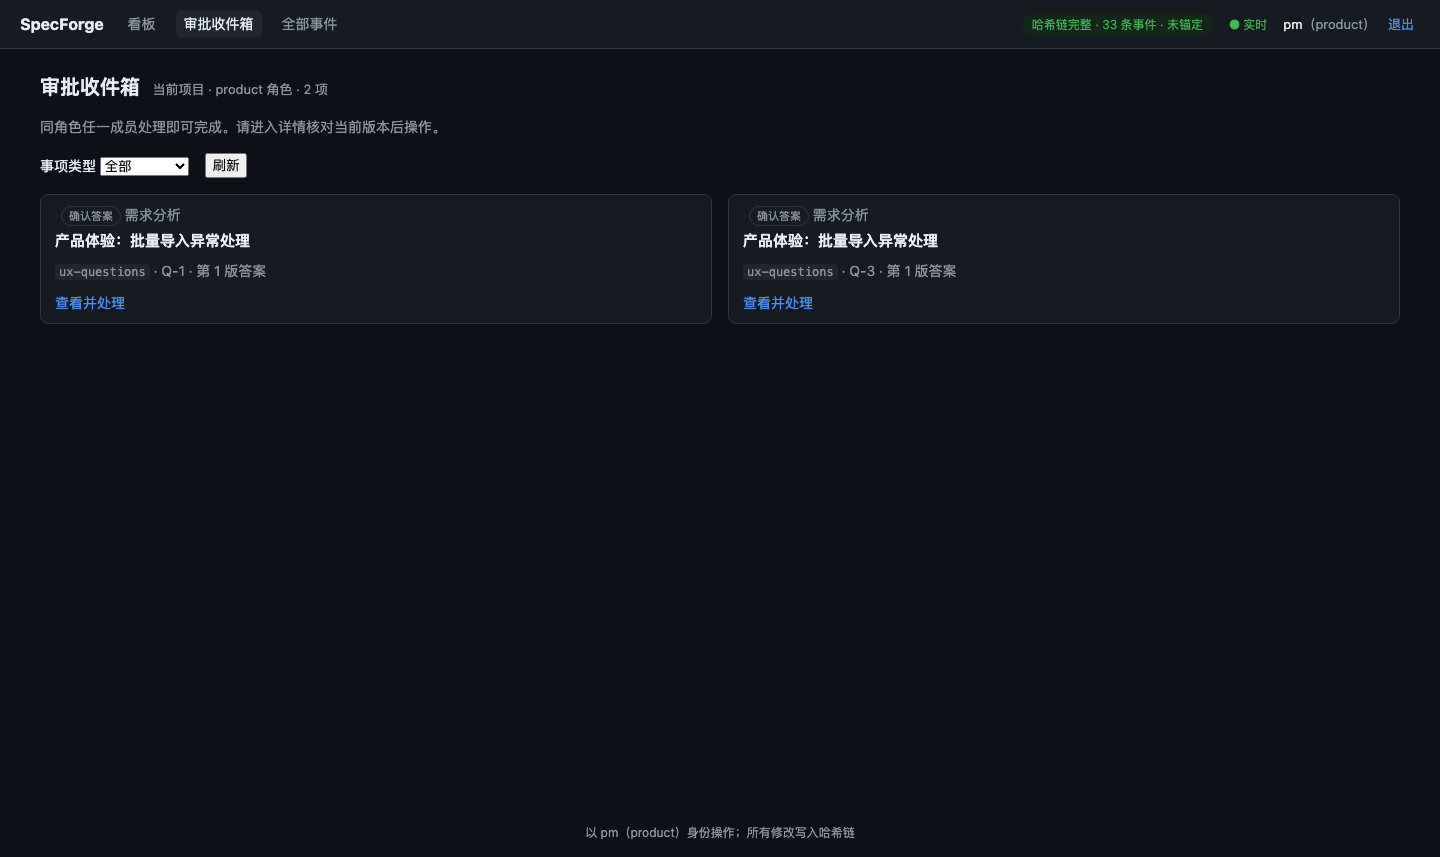 SpecForge 看板 审批收件箱 全部事件 哈希链完整 · 33 条事件 · 未锚定 实时 pm（product） 退出
审批收件箱 当前项目 · product 角色 · 2 项
同角色任一成员处理即可完成。请进入详情核对当前版本后操作。
事项类型 全部 刷新
确认答案 需求分析
产品体验：批量导入异常处理
ux-questions · Q-1 · 第 1 版答案
查看并处理
确认答案 需求分析
产品体验：批量导入异常处理
ux-questions · Q-3 · 第 1 版答案
查看并处理
以 pm（product）身份操作；所有修改写入哈希链